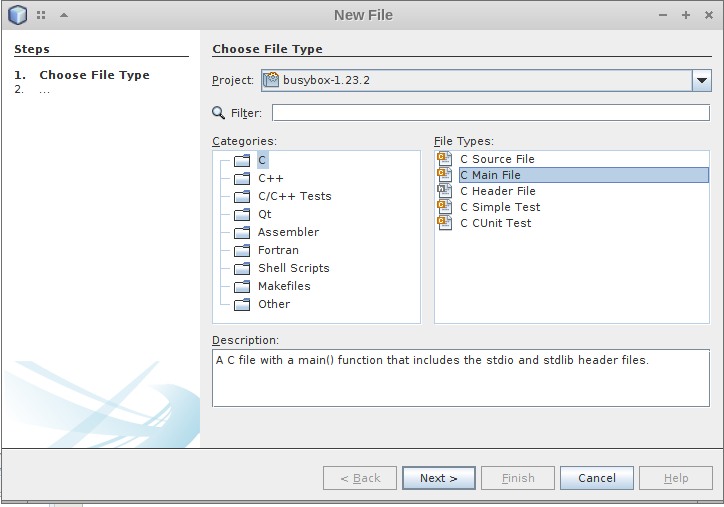 New File
Steps
1. Choose File Type
2. ...
Choose File Type
Project: busybox-1.23.2
Filter:
Categories:
C
C++
C/C++ Tests
Qt
Assembler
Fortran
Shell Scripts
Makefiles
Other
File Types:
C Source File
C Main File
C Header File
C Simple Test
C CUnit Test
Description:
A C file with a main() function that includes the stdio and stdlib header files.
< Back Next > Finish Cancel Help